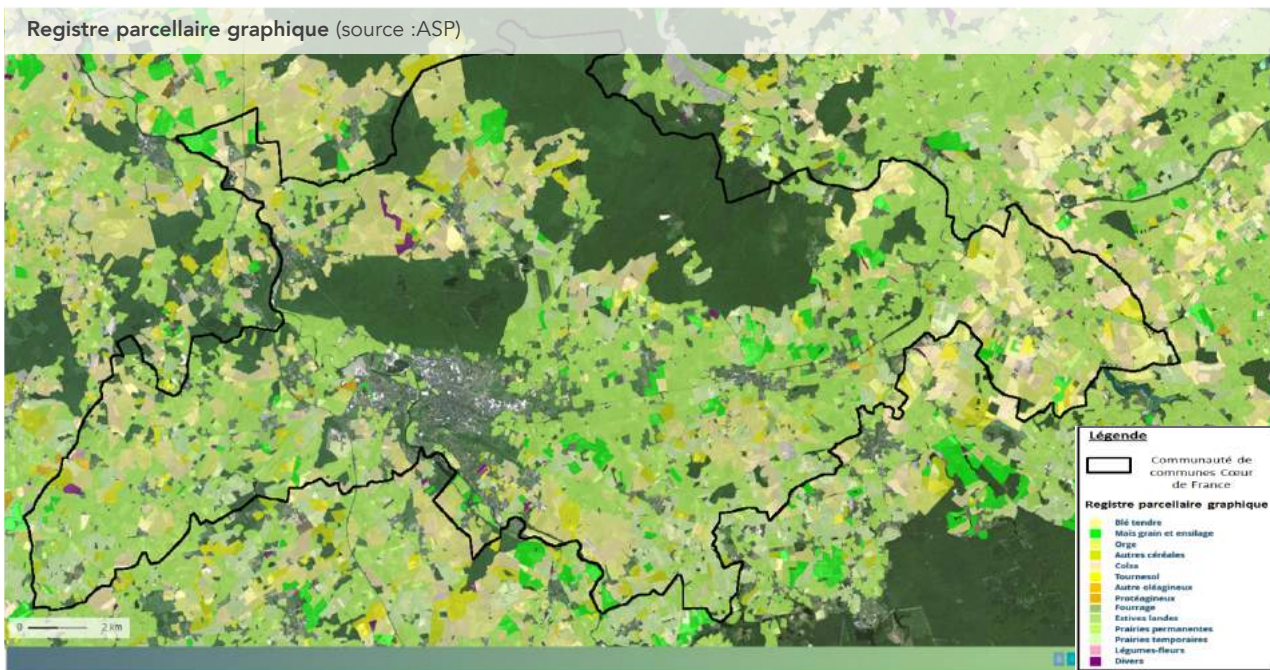 Registre parcellaire graphique (source :ASP)
0 2 km
Légende
Communauté de
communes Cœur
de France
Registre parcellaire graphique
Blé tendre
Maïs grain et ensilage
Orge
Autres céréales
Colza
Tournesol
Autre oléagineux
Protéagineux
Fourrage
Estives landes
Prairies permanentes
Prairies temporaires
Légumes-fleurs
Divers